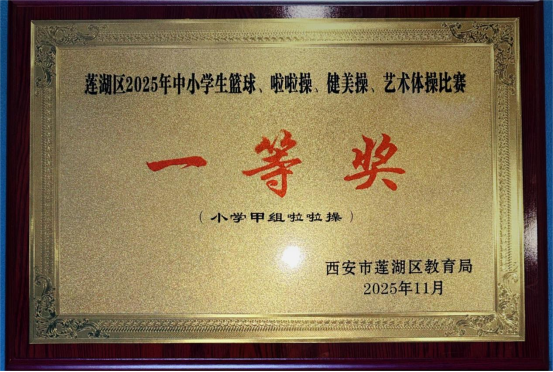 莲湖区2025年中小学生篮球、啦啦操、健美操、艺术体操比赛
一等奖
（小学甲组啦啦操）
西安市莲湖区教育局
2025年11月